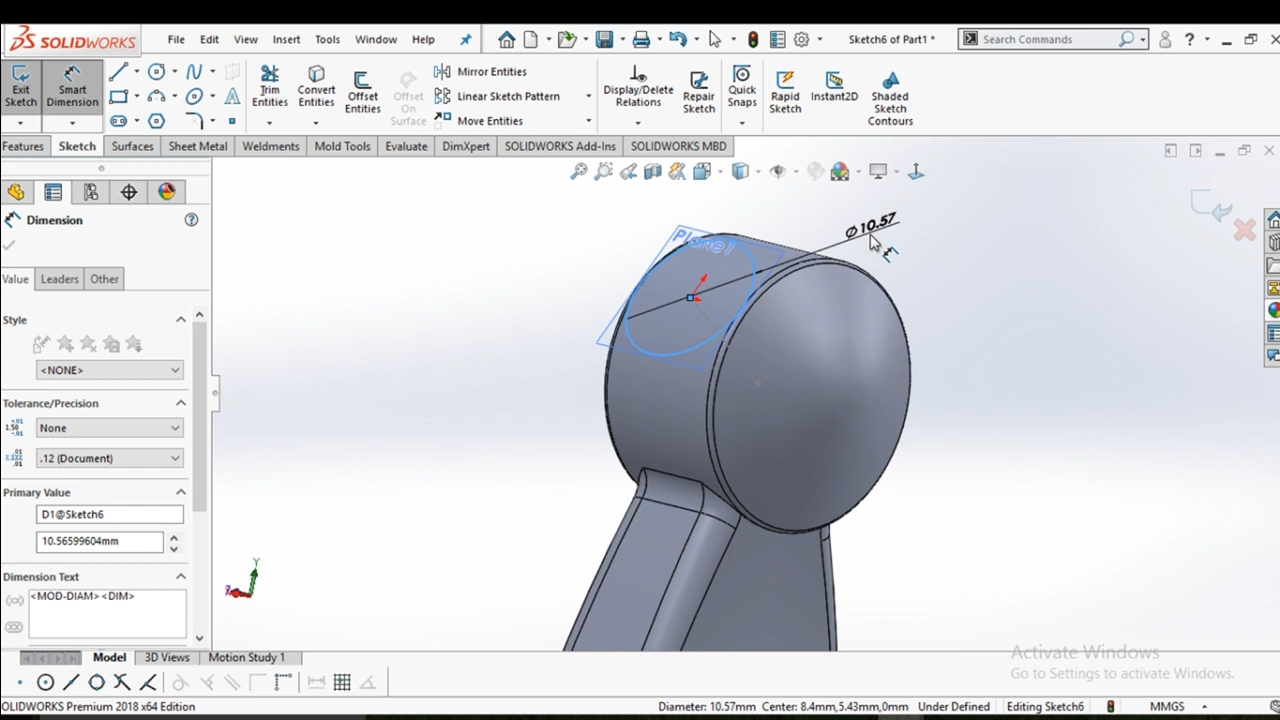 SOLIDWORKS File Edit View Insert Tools Window Help Sketch6 of Part1 * Search Commands ?
Exit Sketch
Smart Dimension
Trim Entities
Convert Entities
Offset Entities
Offset On Surface
Mirror Entities
Linear Sketch Pattern
Move Entities
Display/Delete Relations
Repair Sketch
Quick Snaps
Rapid Sketch
Instant2D
Shaded Sketch Contours
Features Sketch Surfaces Sheet Metal Weldments Mold Tools Evaluate DimXpert SOLIDWORKS Add-Ins SOLIDWORKS MBD
Dimension
Value Leaders Other
Style
<NONE>
Tolerance/Precision
None
.12 (Document)
Primary Value
D1@Sketch6
10.56599604mm
Dimension Text
<MOD-DIAM><DIM>
Plane1
Ø10.57
Y
Z
Model 3D Views Motion Study 1
Activate Windows
Go to Settings to activate Windows.
OLIDWORKS Premium 2018 x64 Edition Diameter: 10.57mm Center: 8.4mm,5.43mm,0mm Under Defined Editing Sketch6 MMGS